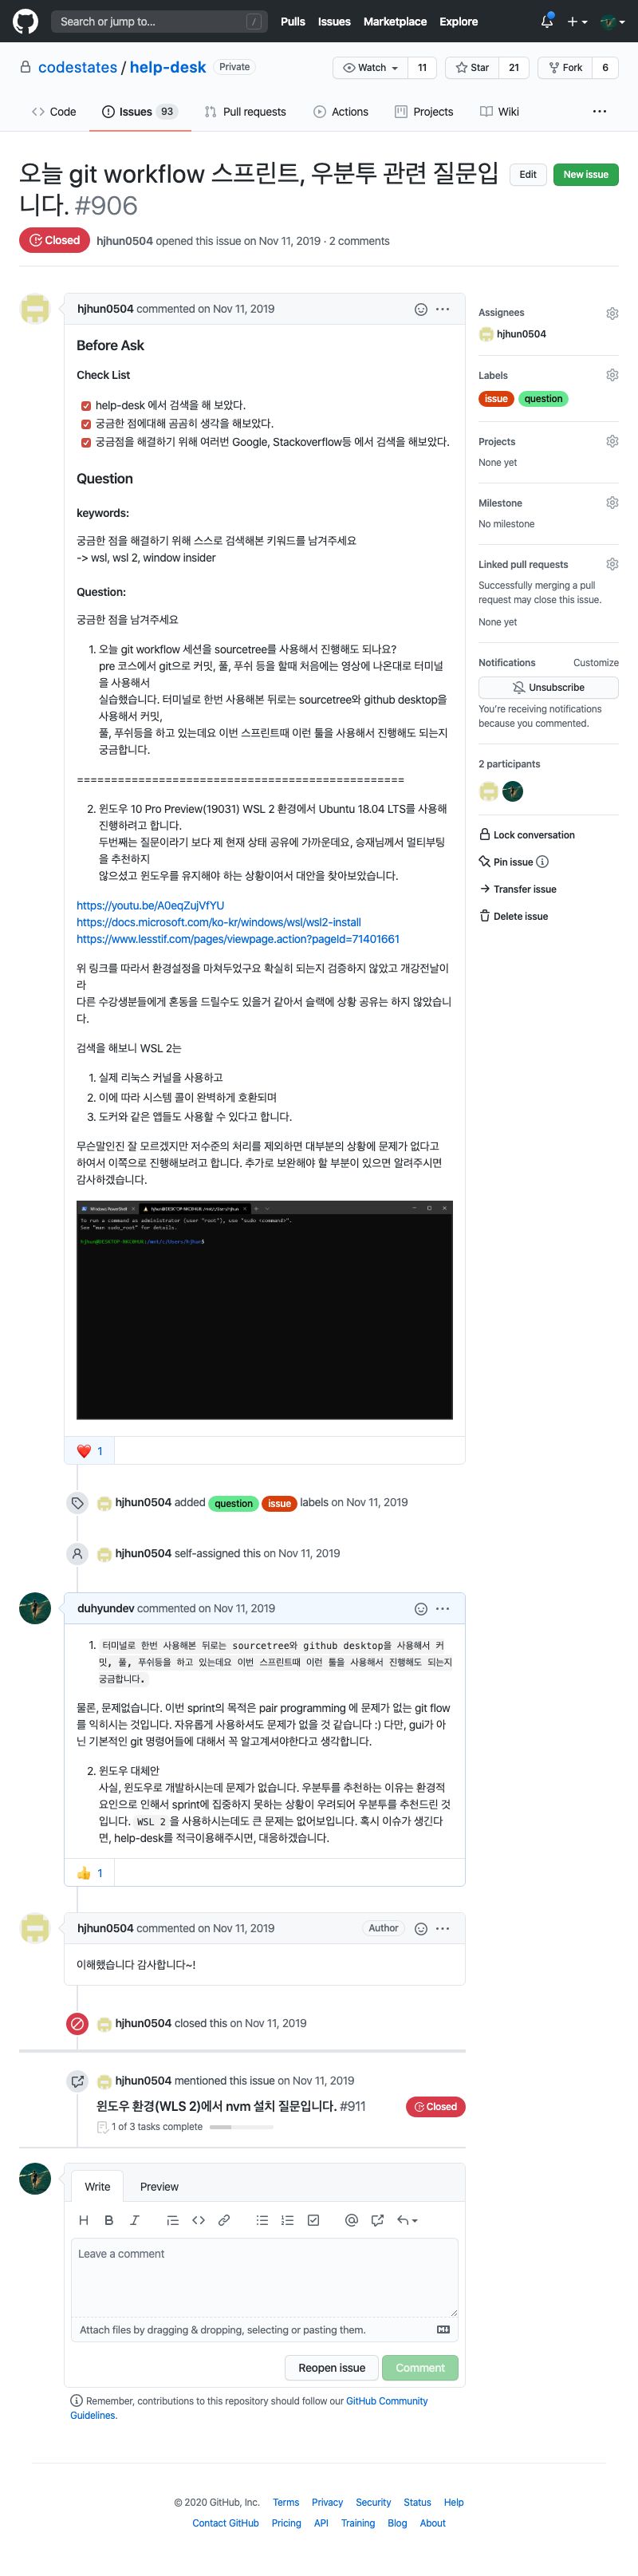 Search or jump to...
/
Pulls Issues Marketplace Explore
codestates / help-desk Private
Watch 11 Star 21 Fork 6
Code Issues 93 Pull requests Actions Projects Wiki ...
오늘 git workflow 스프린트, 우분투 관련 질문입
니다. #906
Edit New issue
Closed hjhun0504 opened this issue on Nov 11, 2019 · 2 comments
hjhun0504 commented on Nov 11, 2019
Before Ask
Check List
help-desk 에서 검색을 해 보았다.
궁금한 점에대해 곰곰히 생각을 해보았다.
궁금점을 해결하기 위해 여러번 Google, Stackoverflow등 에서 검색을 해보았다.
Question
keywords:
궁금한 점을 해결하기 위해 스스로 검색해본 키워드를 남겨주세요
-> wsl, wsl 2, window insider
Question:
궁금한 점을 남겨주세요
1. 오늘 git workflow 세션을 sourcetree를 사용해서 진행해도 되나요?
pre 코스에서 git으로 커밋, 풀, 푸쉬 등을 할때 처음에는 영상에 나온대로 터미널
을 사용해서
실습했습니다. 터미널로 한번 사용해본 뒤로는 sourcetree와 github desktop을
사용해서 커밋,
풀, 푸쉬등을 하고 있는데요 이번 스프린트때 이런 툴을 사용해서 진행해도 되는지
궁금합니다.
================================================
2. 윈도우 10 Pro Preview(19031) WSL 2 환경에서 Ubuntu 18.04 LTS를 사용해
진행하려고 합니다.
두번째는 질문이라기 보다 제 현재 상태 공유에 가까운데요, 승재님께서 멀티부팅
을 추천하지
않으셨고 윈도우를 유지해야 하는 상황이여서 대안을 찾아보았습니다.
https://youtu.be/A0eqZujVfYU
https://docs.microsoft.com/ko-kr/windows/wsl/wsl2-install
https://www.lesstif.com/pages/viewpage.action?pageId=71401661
위 링크를 따라서 환경설정을 마쳐두었구요 확실히 되는지 검증하지 않았고 개강전날이
라
다른 수강생분들에게 혼동을 드릴수도 있을거 같아서 슬랙에 상황 공유는 하지 않았습니
다.
검색을 해보니 WSL 2는
1. 실제 리눅스 커널을 사용하고
2. 이에 따라 시스템 콜이 완벽하게 호환되며
3. 도커와 같은 앱들도 사용할 수 있다고 합니다.
무슨말인진 잘 모르겠지만 저수준의 처리를 제외하면 대부분의 상황에 문제가 없다고
하여서 이쪽으로 진행해보려고 합니다. 추가로 보완해야 할 부분이 있으면 알려주시면
감사하겠습니다.
Windows PowerShell
To run a command as administrator (user "root"), use "sudo <command>".
See "man sudo_root" for details.
1
hjhun0504 added question issue labels on Nov 11, 2019
hjhun0504 self-assigned this on Nov 11, 2019
duhyundev commented on Nov 11, 2019
1. 터미널로 한번 사용해본 뒤로는 sourcetree와 github desktop을 사용해서 커
밋, 풀, 푸쉬등을 하고 있는데요 이번 스프린트때 이런 툴을 사용해서 진행해도 되는지
궁금합니다.
물론, 문제없습니다. 이번 sprint의 목적은 pair programming 에 문제가 없는 git flow
를 익히시는 것입니다. 자유롭게 사용하셔도 문제가 없을 것 같습니다 :) 다만, gui가 아
닌 기본적인 git 명령어들에 대해서 꼭 알고계셔야한다고 생각합니다.
2. 윈도우 대체안
사실, 윈도우로 개발하시는데 문제가 없습니다. 우분투를 추천하는 이유는 환경적
요인으로 인해서 sprint에 집중하지 못하는 상황이 우려되어 우분투를 추천드린 것
입니다. WSL 2 을 사용하시는데도 큰 문제는 없어보입니다. 혹시 이슈가 생긴다
면, help-desk를 적극이용해주시면, 대응하겠습니다.
1
hjhun0504 commented on Nov 11, 2019 Author
이해했습니다 감사합니다~!
hjhun0504 closed this on Nov 11, 2019
hjhun0504 mentioned this issue on Nov 11, 2019
윈도우 환경(WLS 2)에서 nvm 설치 질문입니다. #911
Closed
1 of 3 tasks complete
Write Preview
Leave a comment
Attach files by dragging & dropping, selecting or pasting them.
Reopen issue Comment
Remember, contributions to this repository should follow our GitHub Community
Guidelines.
Assignees
hjhun0504
Labels
issue question
Projects
None yet
Milestone
No milestone
Linked pull requests
Successfully merging a pull
request may close this issue.
None yet
Notifications Customize
Unsubscribe
You're receiving notifications
because you commented.
2 participants
Lock conversation
Pin issue
Transfer issue
Delete issue
© 2020 GitHub, Inc. Terms Privacy Security Status Help
Contact GitHub Pricing API Training Blog About